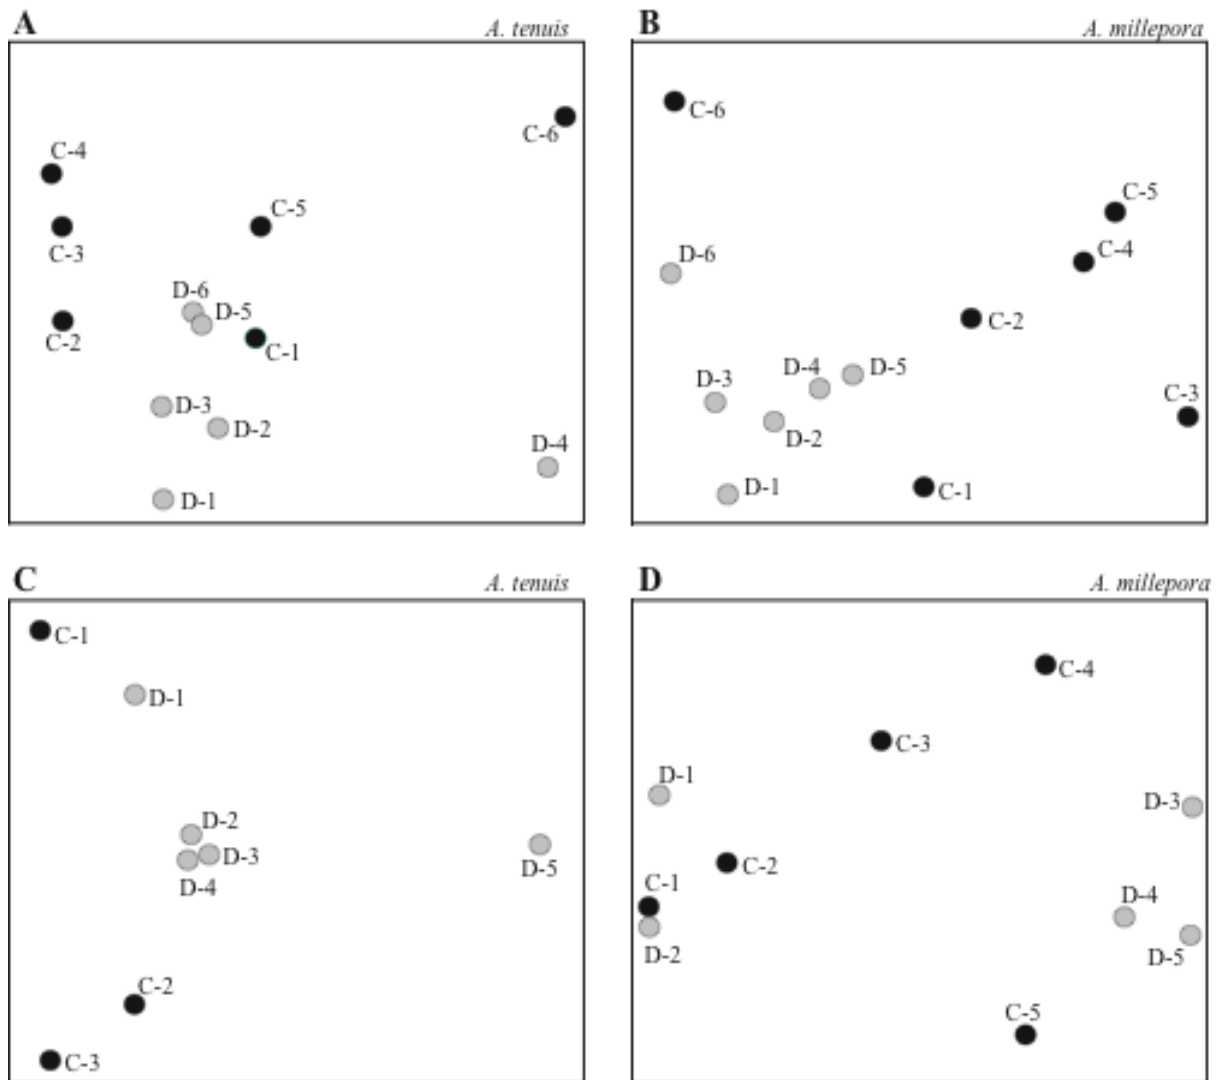 A A. tenuis
C-6
C-4
C-5
C-3
D-6
D-5
C-2
C-1
D-3
D-2
D-4
D-1
B A. millepora
C-6
C-5
C-4
D-6
C-2
D-4
D-5
D-3
C-3
D-2
D-1
C-1
C A. tenuis
C-1
D-1
D-2
D-3
D-5
D-4
C-2
C-3
D A. millepora
C-4
C-3
D-1
D-3
C-2
C-1
D-4
D-2
D-5
C-5